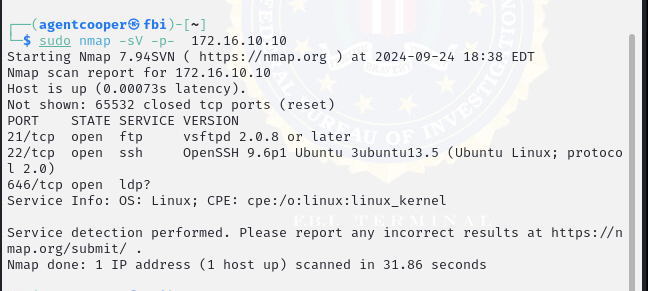 ┌──(agentcooper㉿fbi)-[~]
└─$ sudo nmap -sV -p-  172.16.10.10
Starting Nmap 7.94SVN ( https://nmap.org ) at 2024-09-24 18:38 EDT
Nmap scan report for 172.16.10.10
Host is up (0.00073s latency).
Not shown: 65532 closed tcp ports (reset)
PORT    STATE SERVICE VERSION
21/tcp  open  ftp     vsftpd 2.0.8 or later
22/tcp  open  ssh     OpenSSH 9.6p1 Ubuntu 3ubuntu13.5 (Ubuntu Linux; protoco
l 2.0)
646/tcp open  ldp?
Service Info: OS: Linux; CPE: cpe:/o:linux:linux_kernel
FBI TERMINAL
Service detection performed. Please report any incorrect results at https://n
map.org/submit/ .
Nmap done: 1 IP address (1 host up) scanned in 31.86 seconds